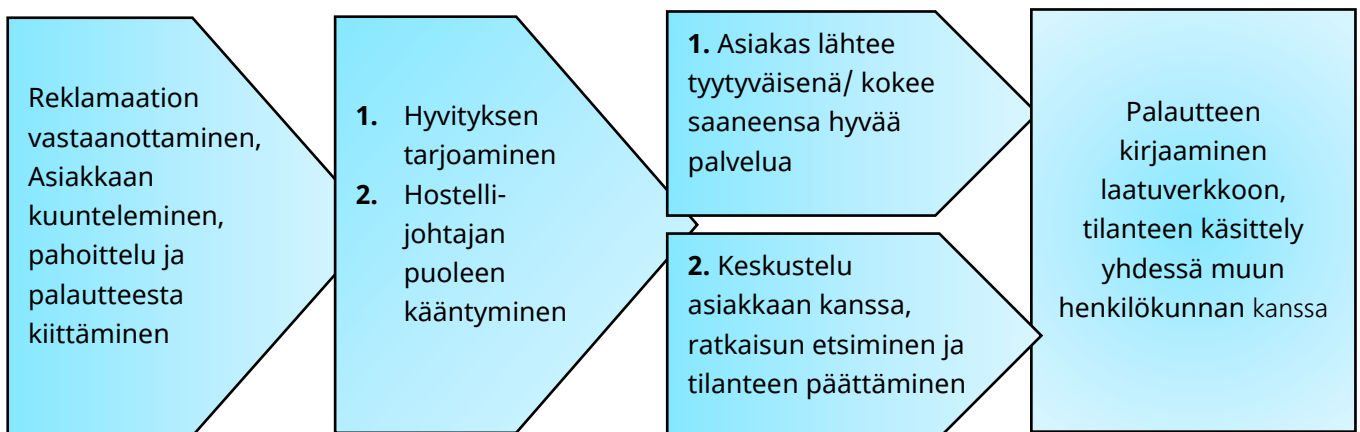 Reklamaation
vastaanottaminen,
Asiakkaan
kuunteleminen,
pahoittelu ja
palautteesta
kiittäminen
1. Hyvityksen
tarjoaminen
2. Hostelli-
johtajan
puoleen
kääntyminen
1. Asiakas lähtee
tyytyväisenä/ kokee
saaneensa hyvää
palvelua
2. Keskustelu
asiakkaan kanssa,
ratkaisun etsiminen ja
tilanteen päättäminen
Palautteen
kirjaaminen
laatuverkkoon,
tilanteen käsittely
yhdessä muun
henkilökunnan kanssa